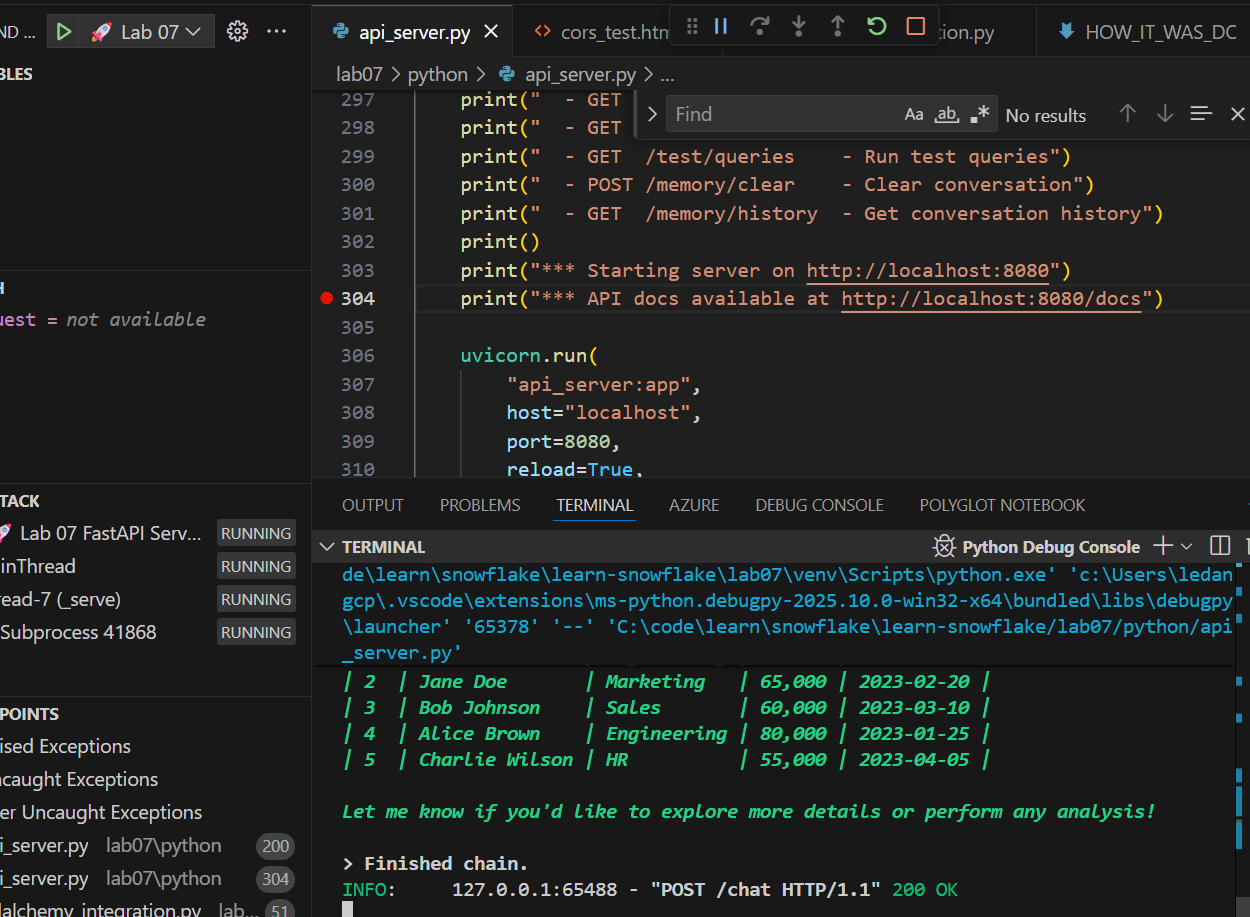 ND ...
Lab 07
api_server.py
cors_test.htm
ion.py
HOW_IT_WAS_DO
BLES
lab07 > python > api_server.py > ...
Find
Aa
ab
.*
No results
297 print(" - GET
298 print(" - GET
299 print(" - GET /test/queries - Run test queries")
300 print(" - POST /memory/clear - Clear conversation")
301 print(" - GET /memory/history - Get conversation history")
302 print()
303 print("*** Starting server on http://localhost:8080")
304 print("*** API docs available at http://localhost:8080/docs")
305
306 uvicorn.run(
307 "api_server:app",
308 host="localhost",
309 port=8080,
310 reload=True,
H
uest = not available
TACK
Lab 07 FastAPI Serv... RUNNING
inThread RUNNING
read-7 (_serve) RUNNING
Subprocess 41868 RUNNING
POINTS
ised Exceptions
ncaught Exceptions
er Uncaught Exceptions
i_server.py lab07\python 200
i_server.py lab07\python 304
lalchemy_integration.py lab... 51
OUTPUT PROBLEMS TERMINAL AZURE DEBUG CONSOLE POLYGLOT NOTEBOOK
TERMINAL
Python Debug Console
de\learn\snowflake\learn-snowflake\lab07\venv\Scripts\python.exe' 'c:\Users\ledan
gcp\.vscode\extensions\ms-python.debugpy-2025.10.0-win32-x64\bundled\libs\debugpy
\launcher' '65378' '--' 'C:\code\learn\snowflake\learn-snowflake/lab07/python/api
_server.py'
| 2 | Jane Doe | Marketing | 65,000 | 2023-02-20 |
| 3 | Bob Johnson | Sales | 60,000 | 2023-03-10 |
| 4 | Alice Brown | Engineering | 80,000 | 2023-01-25 |
| 5 | Charlie Wilson | HR | 55,000 | 2023-04-05 |
Let me know if you'd like to explore more details or perform any analysis!
> Finished chain.
INFO: 127.0.0.1:65488 - "POST /chat HTTP/1.1" 200 OK